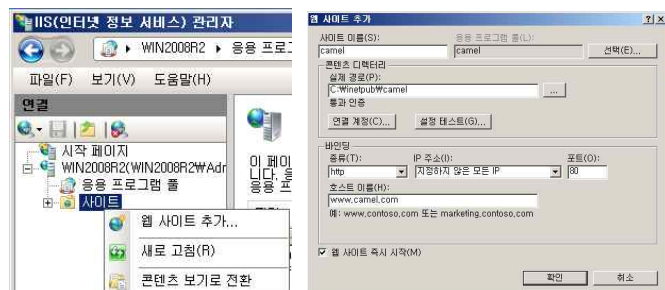 IIS(인터넷 정보 서비스) 관리자
WIN2008R2 ▸ 응용 프로그
파일(F) 보기(V) 도움말(H)
연결
시작 페이지
WIN2008R2(WIN2008R2₩Adr
응용 프로그램 풀
사이트
이 페이
니다.
응용 프
웹 사이트 추가...
새로 고침(R)
콘텐츠 보기로 전환
웹 사이트 추가
사이트 이름(S): 응용 프로그램 풀(L):
camel camel 선택(E)...
콘텐츠 디렉터리
실제 경로(P):
C:₩inetpub₩camel ...
통과 인증
연결 계정(C)... 설정 테스트(G)...
바인딩
종류(T): IP 주소(I): 포트(O):
http 지정하지 않은 모든 IP 80
호스트 이름(H):
www.camel.com
예: www.contoso.com 또는 marketing.contoso.com
웹 사이트 즉시 시작(M)
확인 취소